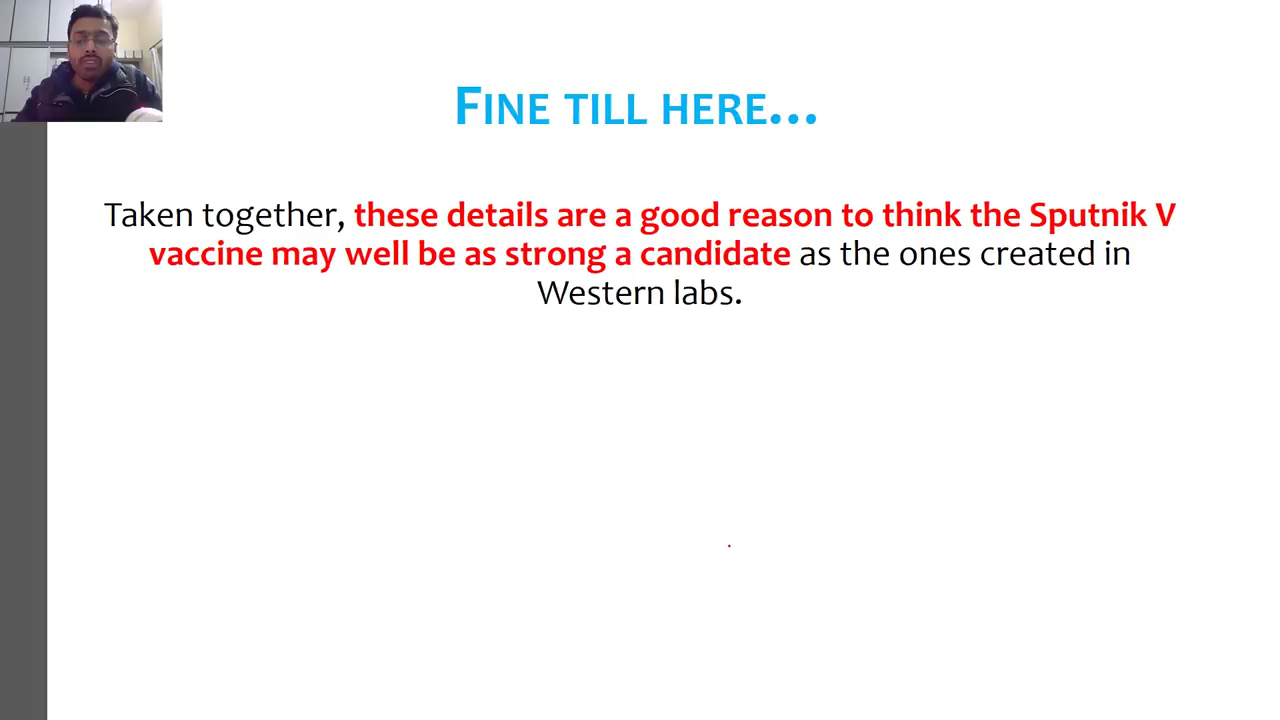 FINE TILL HERE...
Taken together, these details are a good reason to think the Sputnik V
vaccine may well be as strong a candidate as the ones created in
Western labs.